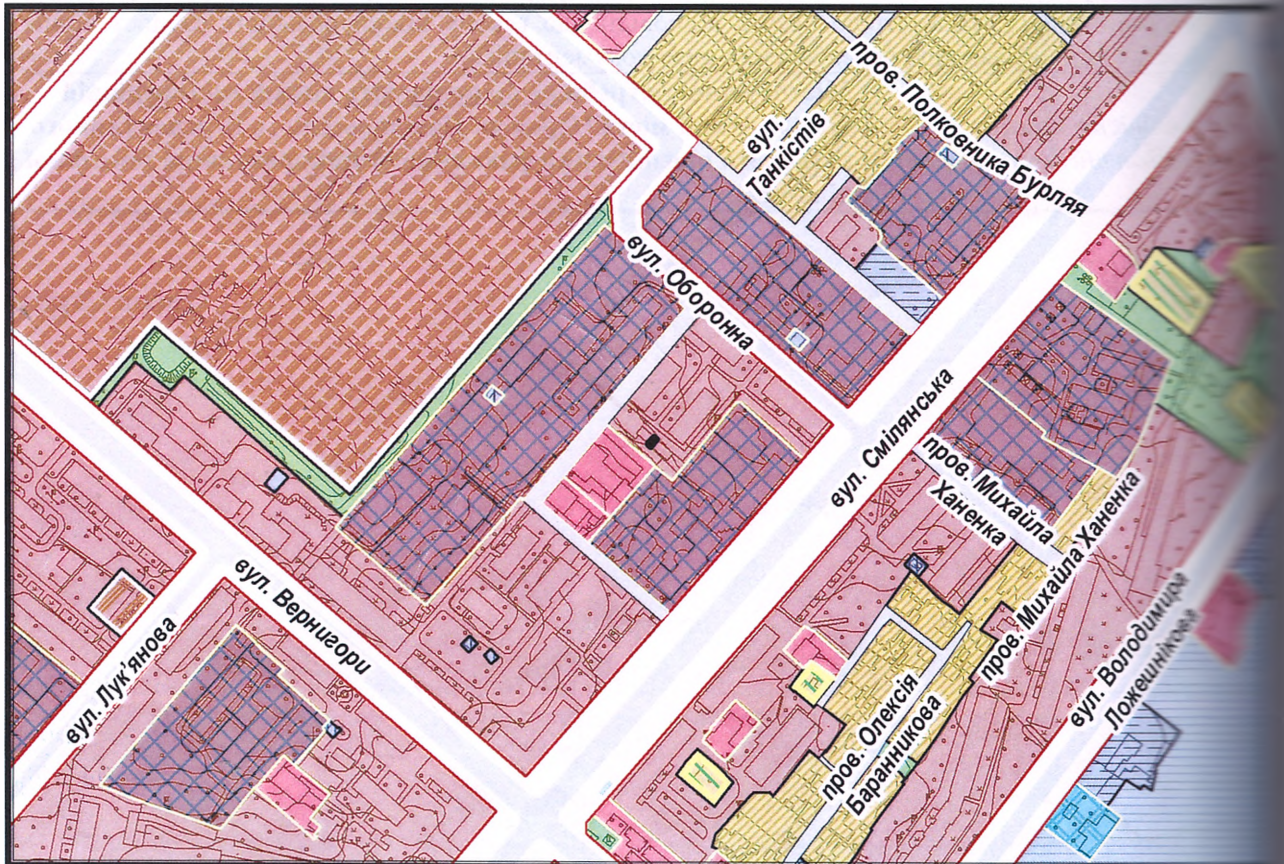 пров. Полковника Бурляя
вул.
Танкістів
вул. Оборонна
вул. Смілянська
пров. Михайла
Ханенка
пров. Михайла Ханенка
вул. Вернигори
вул. Лук'янова
пров. Олексія
Баранникова
вул. Володимира
Ложешнікова